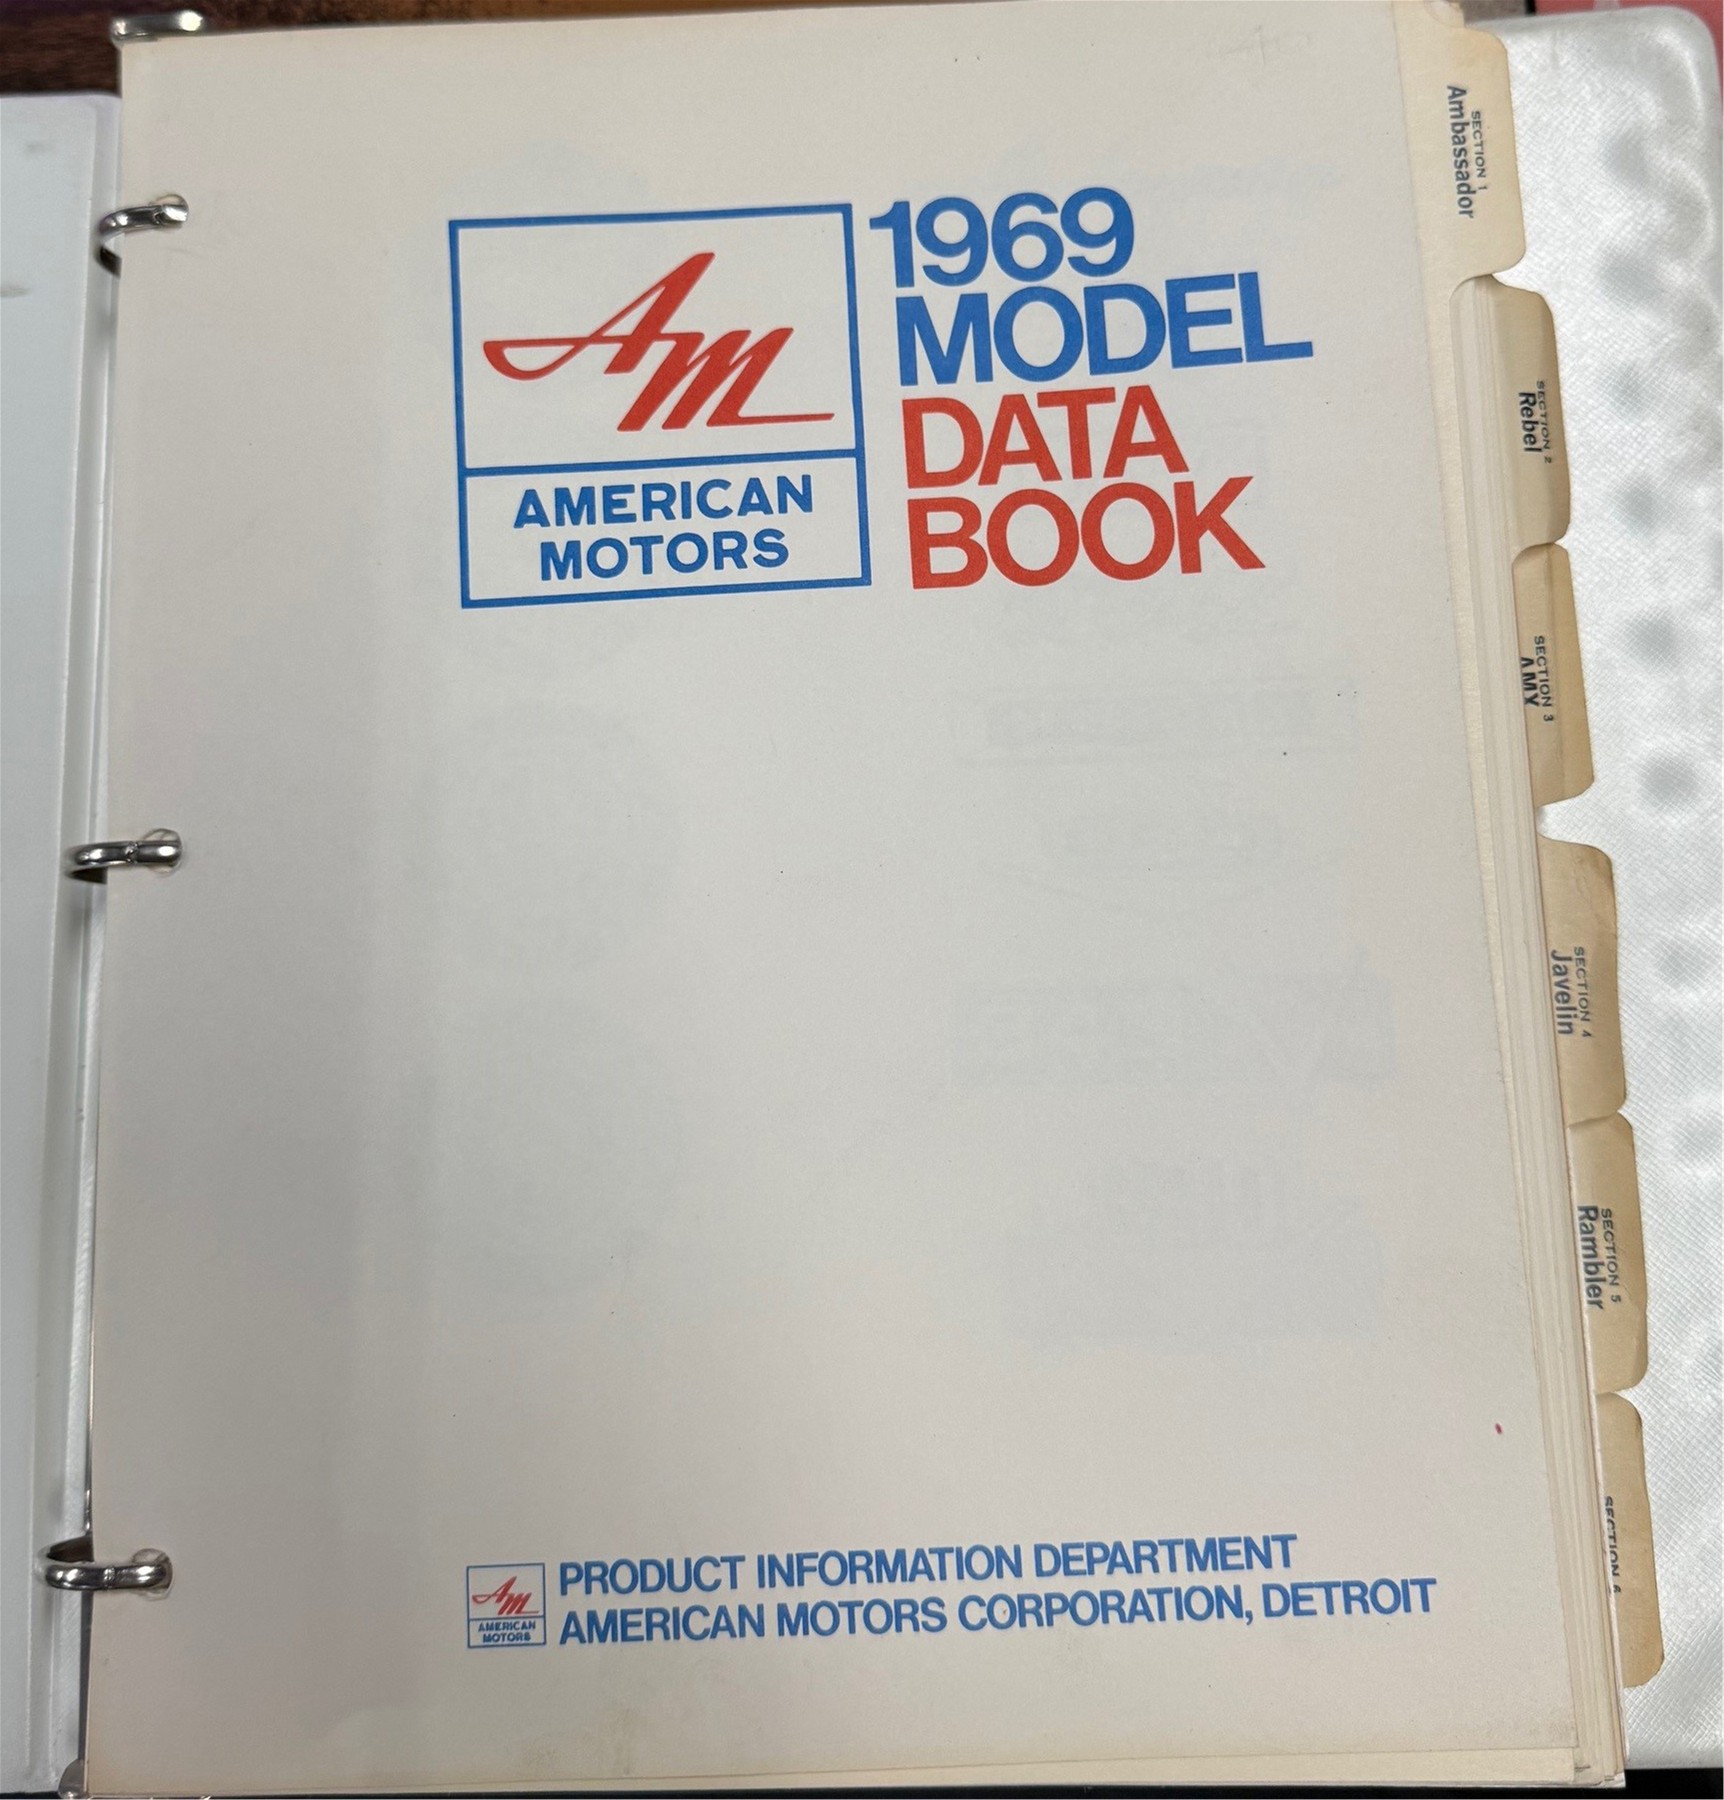 AM
AMERICAN
MOTORS
1969
MODEL
DATA
BOOK
SECTION 1
Ambassador
SECTION 2
Rebel
SECTION 3
AMX
SECTION 4
Javelin
SECTION 5
Rambler
SECTION 6
AM
AMERICAN
MOTORS
PRODUCT INFORMATION DEPARTMENT
AMERICAN MOTORS CORPORATION, DETROIT